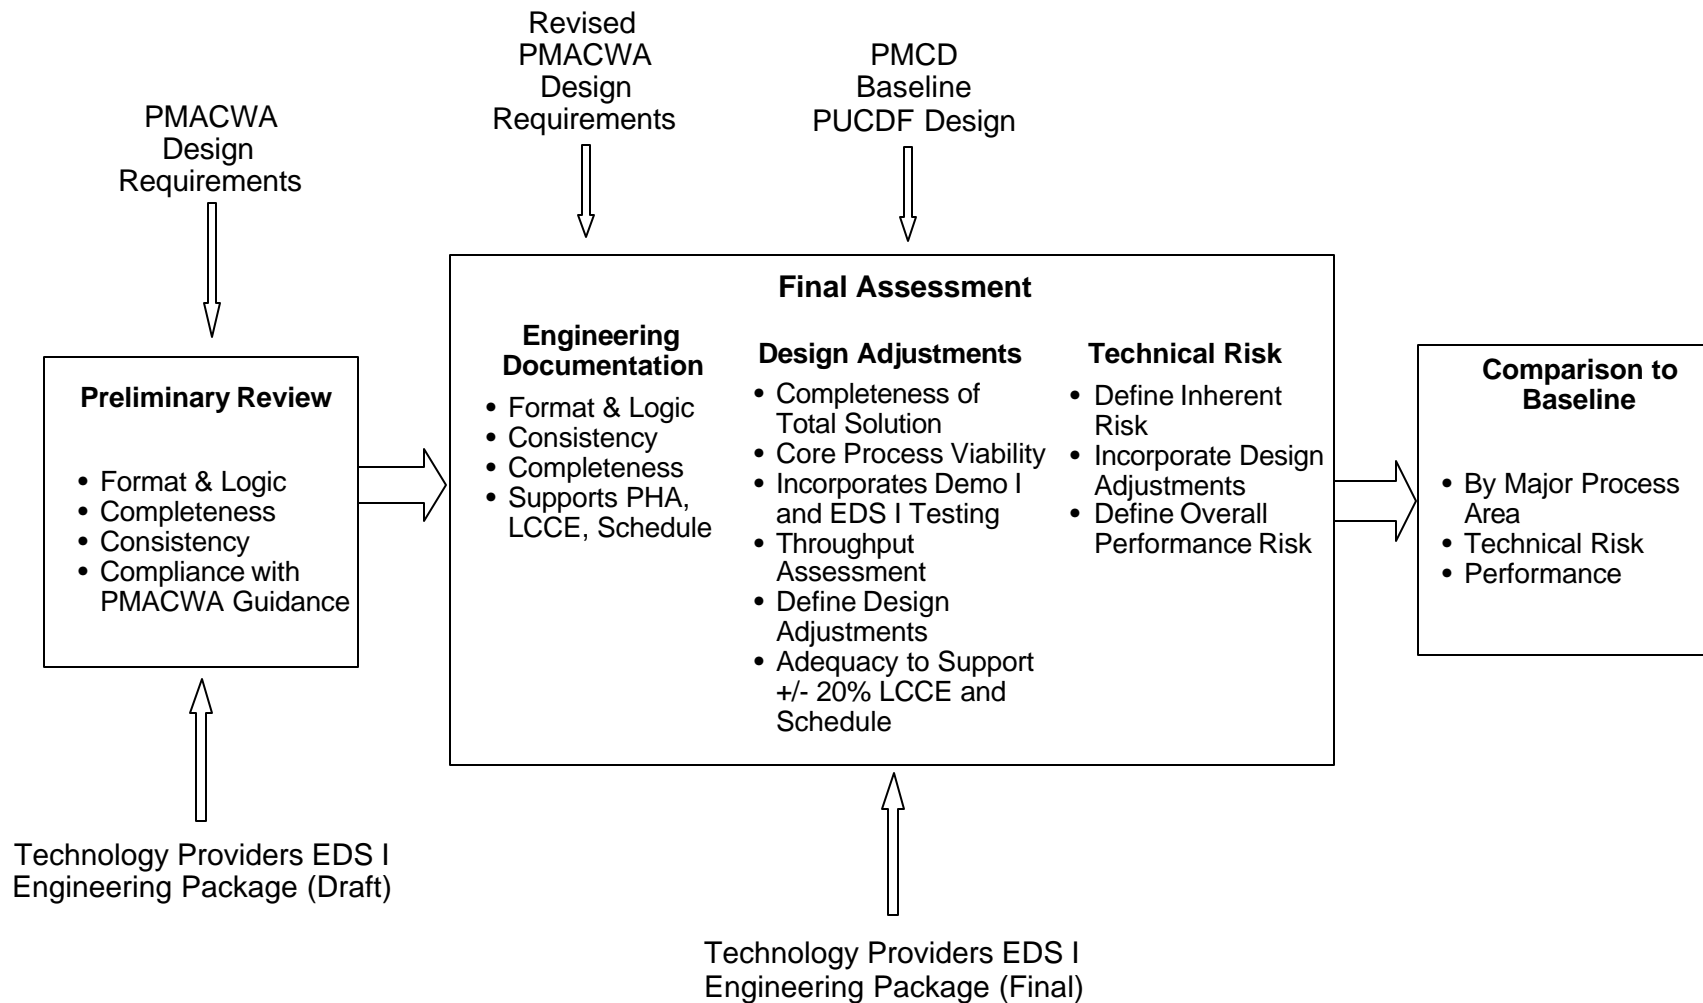 PMACWA
Design
Requirements
Revised
PMACWA
Design
Requirements
PMCD
Baseline
PUCDF Design
Preliminary Review
• Format & Logic
• Completeness
• Consistency
• Compliance with
PMACWA Guidance
Technology Providers EDS I
Engineering Package (Draft)
Final Assessment
Engineering
Documentation
• Format & Logic
• Consistency
• Completeness
• Supports PHA,
LCCE, Schedule
Design Adjustments
• Completeness of
Total Solution
• Core Process Viability
• Incorporates Demo I
and EDS I Testing
• Throughput
Assessment
• Define Design
Adjustments
• Adequacy to Support
+/- 20% LCCE and
Schedule
Technical Risk
• Define Inherent
Risk
• Incorporate Design
Adjustments
• Define Overall
Performance Risk
Technology Providers EDS I
Engineering Package (Final)
Comparison to
Baseline
• By Major Process
Area
• Technical Risk
• Performance